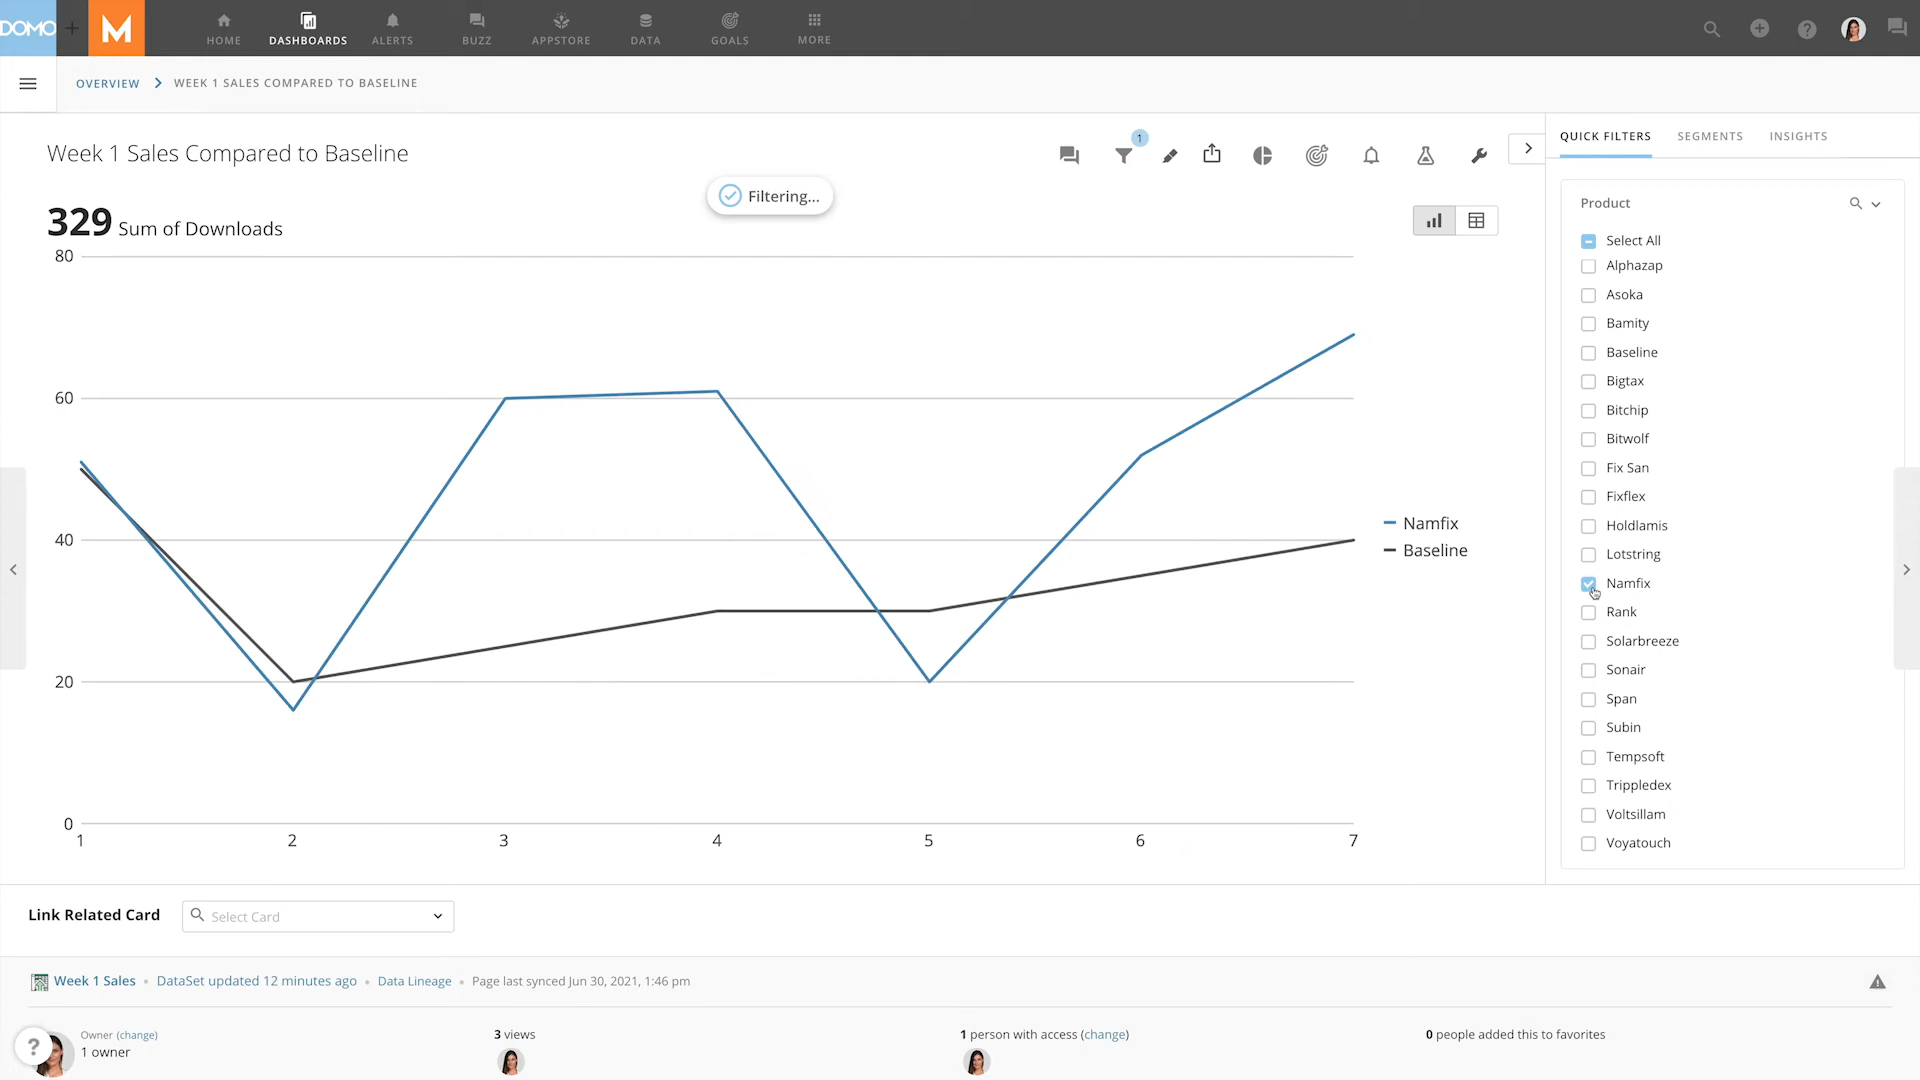 DOMO
M
HOME
DASHBOARDS
ALERTS
BUZZ
APPSTORE
DATA
GOALS
MORE
OVERVIEW
WEEK 1 SALES COMPARED TO BASELINE
Week 1 Sales Compared to Baseline
1
Filtering...
329 Sum of Downloads
80
60
40
20
0
1
2
3
4
5
6
7
Namfix
Baseline
QUICK FILTERS
SEGMENTS
INSIGHTS
Product
Select All
Alphazap
Asoka
Bamity
Baseline
Bigtax
Bitchip
Bitwolf
Fix San
Fixflex
Holdlamis
Lotstring
Namfix
Rank
Solarbreeze
Sonair
Span
Subin
Tempsoft
Trippledex
Voltsillam
Voyatouch
Link Related Card
Select Card
Week 1 Sales • DataSet updated 12 minutes ago • Data Lineage • Page last synced Jun 30, 2021, 1:46 pm
?
Owner (change)
1 owner
3 views
1 person with access (change)
0 people added this to favorites